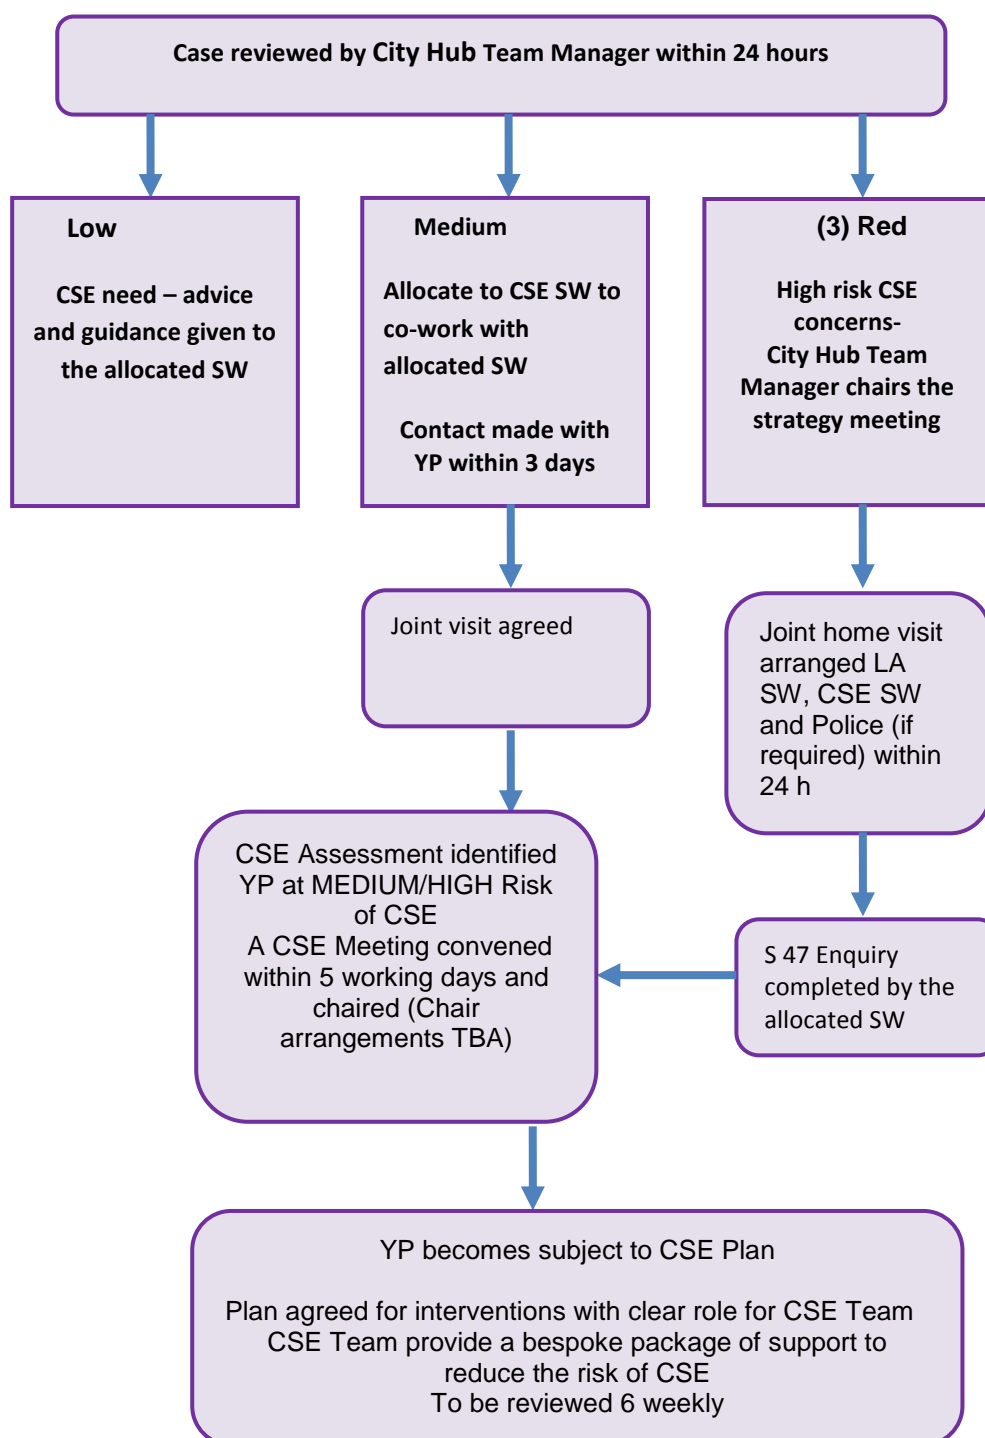 Case reviewed by City Hub Team Manager within 24 hours
Low
CSE need – advice
and guidance given to
the allocated SW
Medium
Allocate to CSE SW to
co-work with
allocated SW
Contact made with
YP within 3 days
(3) Red
High risk CSE
concerns-
City Hub Team
Manager chairs the
strategy meeting
Joint visit agreed
Joint home visit
arranged LA
SW, CSE SW
and Police (if
required) within
24 h
CSE Assessment identified
YP at MEDIUM/HIGH Risk
of CSE
A CSE Meeting convened
within 5 working days and
chaired (Chair
arrangements TBA)
S 47 Enquiry
completed by the
allocated SW
YP becomes subject to CSE Plan
Plan agreed for interventions with clear role for CSE Team
CSE Team provide a bespoke package of support to
reduce the risk of CSE
To be reviewed 6 weekly